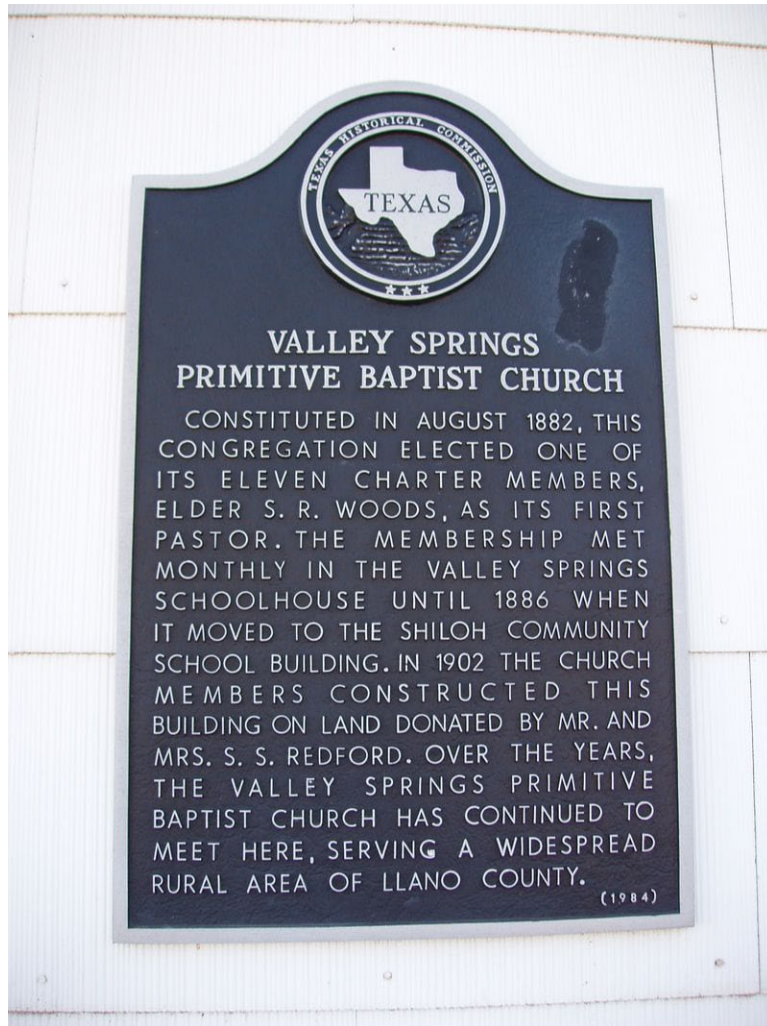 TEXAS HISTORICAL COMMISSION
TEXAS
VALLEY SPRINGS
PRIMITIVE BAPTIST CHURCH
CONSTITUTED IN AUGUST 1882, THIS
CONGREGATION ELECTED ONE OF
ITS ELEVEN CHARTER MEMBERS,
ELDER S. R. WOODS, AS ITS FIRST
PASTOR. THE MEMBERSHIP MET
MONTHLY IN THE VALLEY SPRINGS
SCHOOLHOUSE UNTIL 1886 WHEN
IT MOVED TO THE SHILOH COMMUNITY
SCHOOL BUILDING. IN 1902 THE CHURCH
MEMBERS CONSTRUCTED THIS
BUILDING ON LAND DONATED BY MR. AND
MRS. S. S. REDFORD. OVER THE YEARS,
THE VALLEY SPRINGS PRIMITIVE
BAPTIST CHURCH HAS CONTINUED TO
MEET HERE, SERVING A WIDESPREAD
RURAL AREA OF LLANO COUNTY.
(1984)